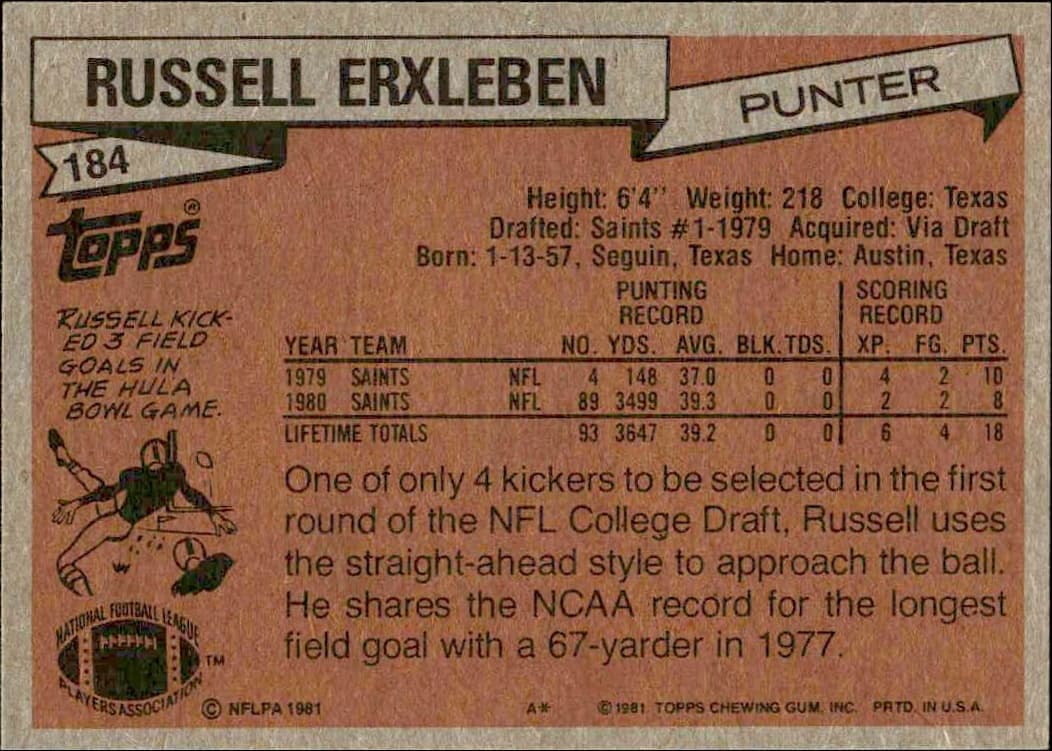 RUSSELL ERXLEBEN
PUNTER
184
TOPPS®
Height: 6'4'' Weight: 218 College: Texas
Drafted: Saints #1-1979 Acquired: Via Draft
Born: 1-13-57, Seguin, Texas Home: Austin, Texas
RUSSELL KICK-
ED 3 FIELD
GOALS IN
THE HULA
BOWL GAME.
PUNTING RECORD SCORING RECORD
YEAR TEAM NO. YDS. AVG. BLK. TDS. XP. FG. PTS.
1979 SAINTS NFL 4 148 37.0 0 0 4 2 10
1980 SAINTS NFL 89 3499 39.3 0 0 2 2 8
LIFETIME TOTALS 93 3647 39.2 0 0 6 4 18
One of only 4 kickers to be selected in the first
round of the NFL College Draft, Russell uses
the straight-ahead style to approach the ball.
He shares the NCAA record for the longest
field goal with a 67-yarder in 1977.
NATIONAL FOOTBALL LEAGUE
PLAYERS ASSOCIATION
TM
© NFLPA 1981 A* © 1981 TOPPS CHEWING GUM, INC. PRTD. IN U.S.A.